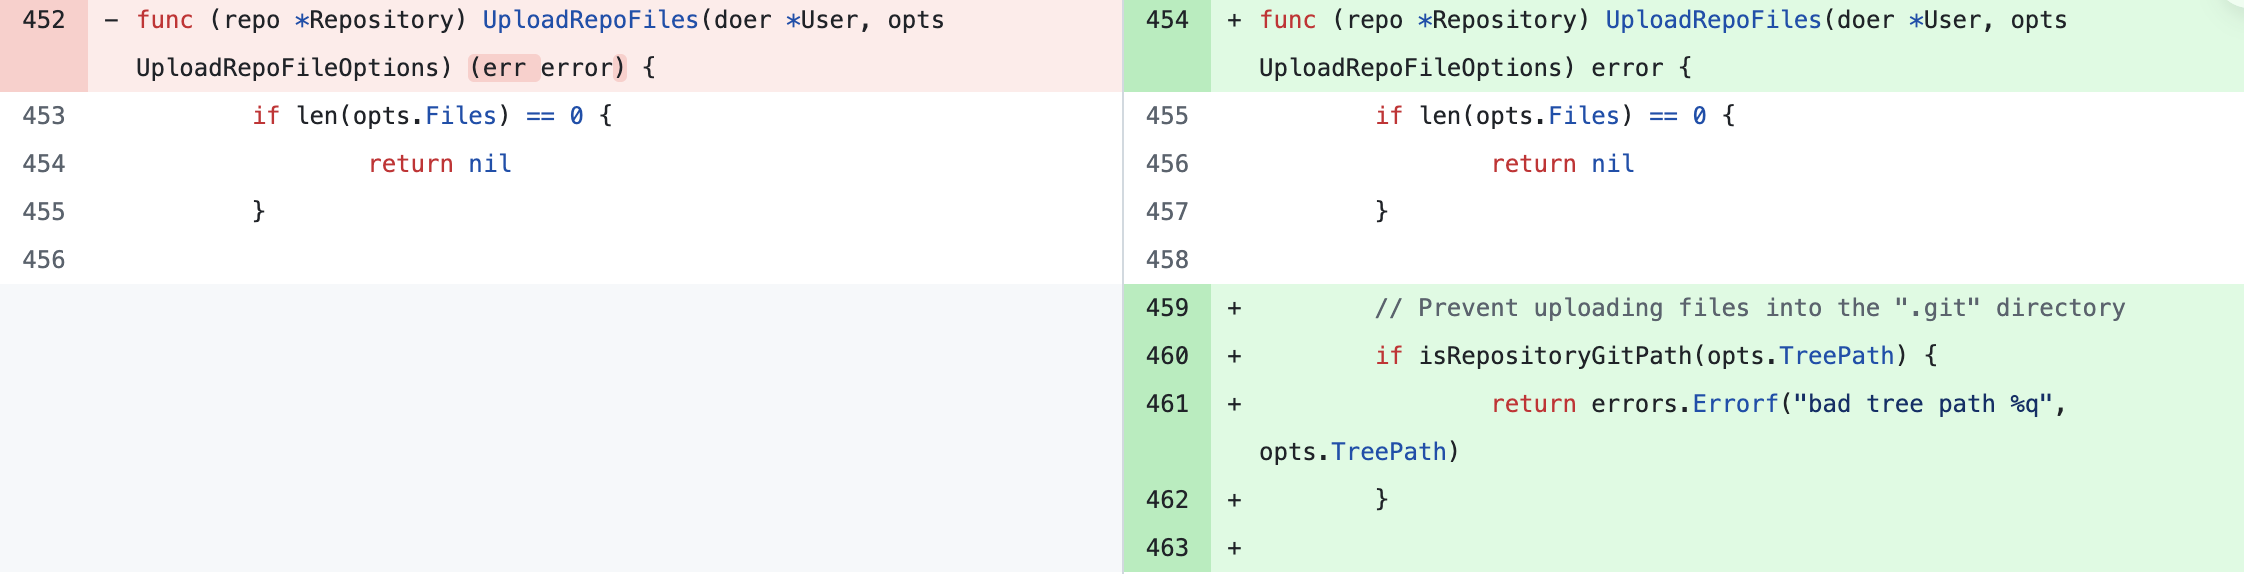 452 - func (repo *Repository) UploadRepoFiles(doer *User, opts
UploadRepoFileOptions) (err error) {
453 if len(opts.Files) == 0 {
454 return nil
455 }
456
454 + func (repo *Repository) UploadRepoFiles(doer *User, opts
UploadRepoFileOptions) error {
455 if len(opts.Files) == 0 {
456 return nil
457 }
458
459 + // Prevent uploading files into the ".git" directory
460 + if isRepositoryGitPath(opts.TreePath) {
461 + return errors.Errorf("bad tree path %q",
opts.TreePath)
462 + }
463 +